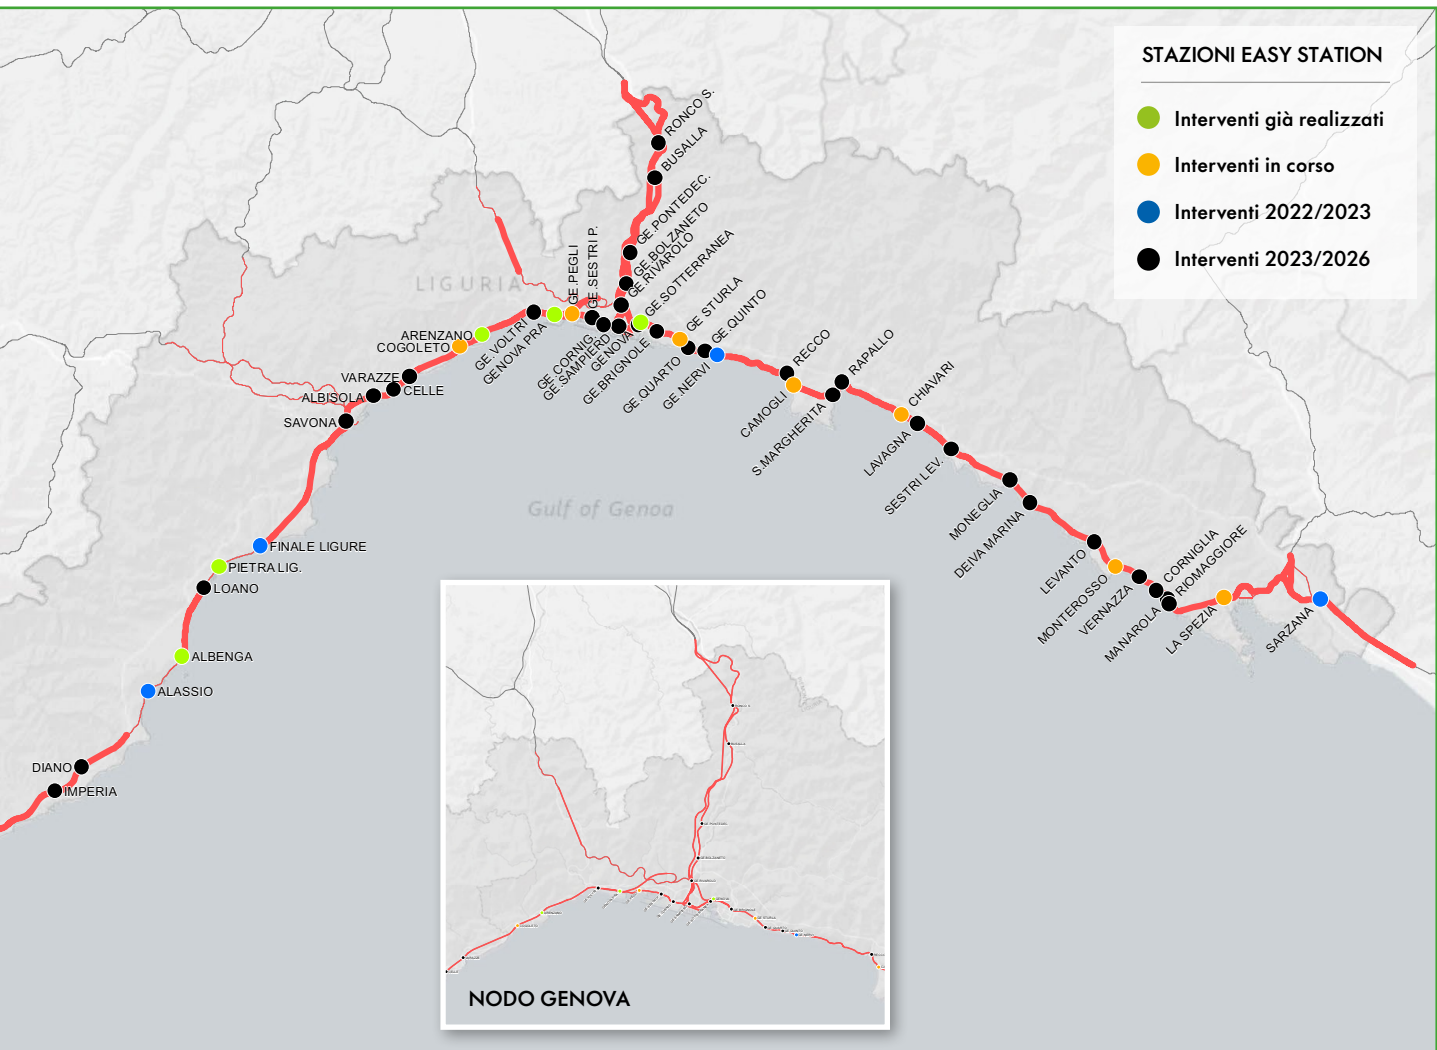 STAZIONI EASY STATION
Interventi già realizzati
Interventi in corso
Interventi 2022/2023
Interventi 2023/2026
RONCO S.
BUSALLA
GE.PONTEDEC.
GE.BOLZANETO
GE.RIVAROLO
GE.SOTTERRANEA
GE.PEGLI
GE.SESTRI P.
LIGURIA
GE STURLA
GE.QUINTO
ARENZANO
COGOLETO
GE.VOLTRI
GENOVA PRA
GE.CORNIG.
GE.SAMPIERD
GENOVA
GE.BRIGNOLE
GE.QUARTO
GE.NERVI
VARAZZE
CELLE
ALBISOLA
SAVONA
RECCO
RAPALLO
CAMOGLI
S.MARGHERITA
CHIAVARI
LAVAGNA
SESTRI LEV.
MONEGLIA
DEIVA MARINA
Gulf of Genoa
FINALE LIGURE
PIETRA LIG.
LOANO
ALBENGA
ALASSIO
DIANO
IMPERIA
LEVANTO
MONTEROSSO
VERNAZZA
CORNIGLIA
RIOMAGGIORE
MANAROLA
LA SPEZIA
SARZANA
NODO GENOVA